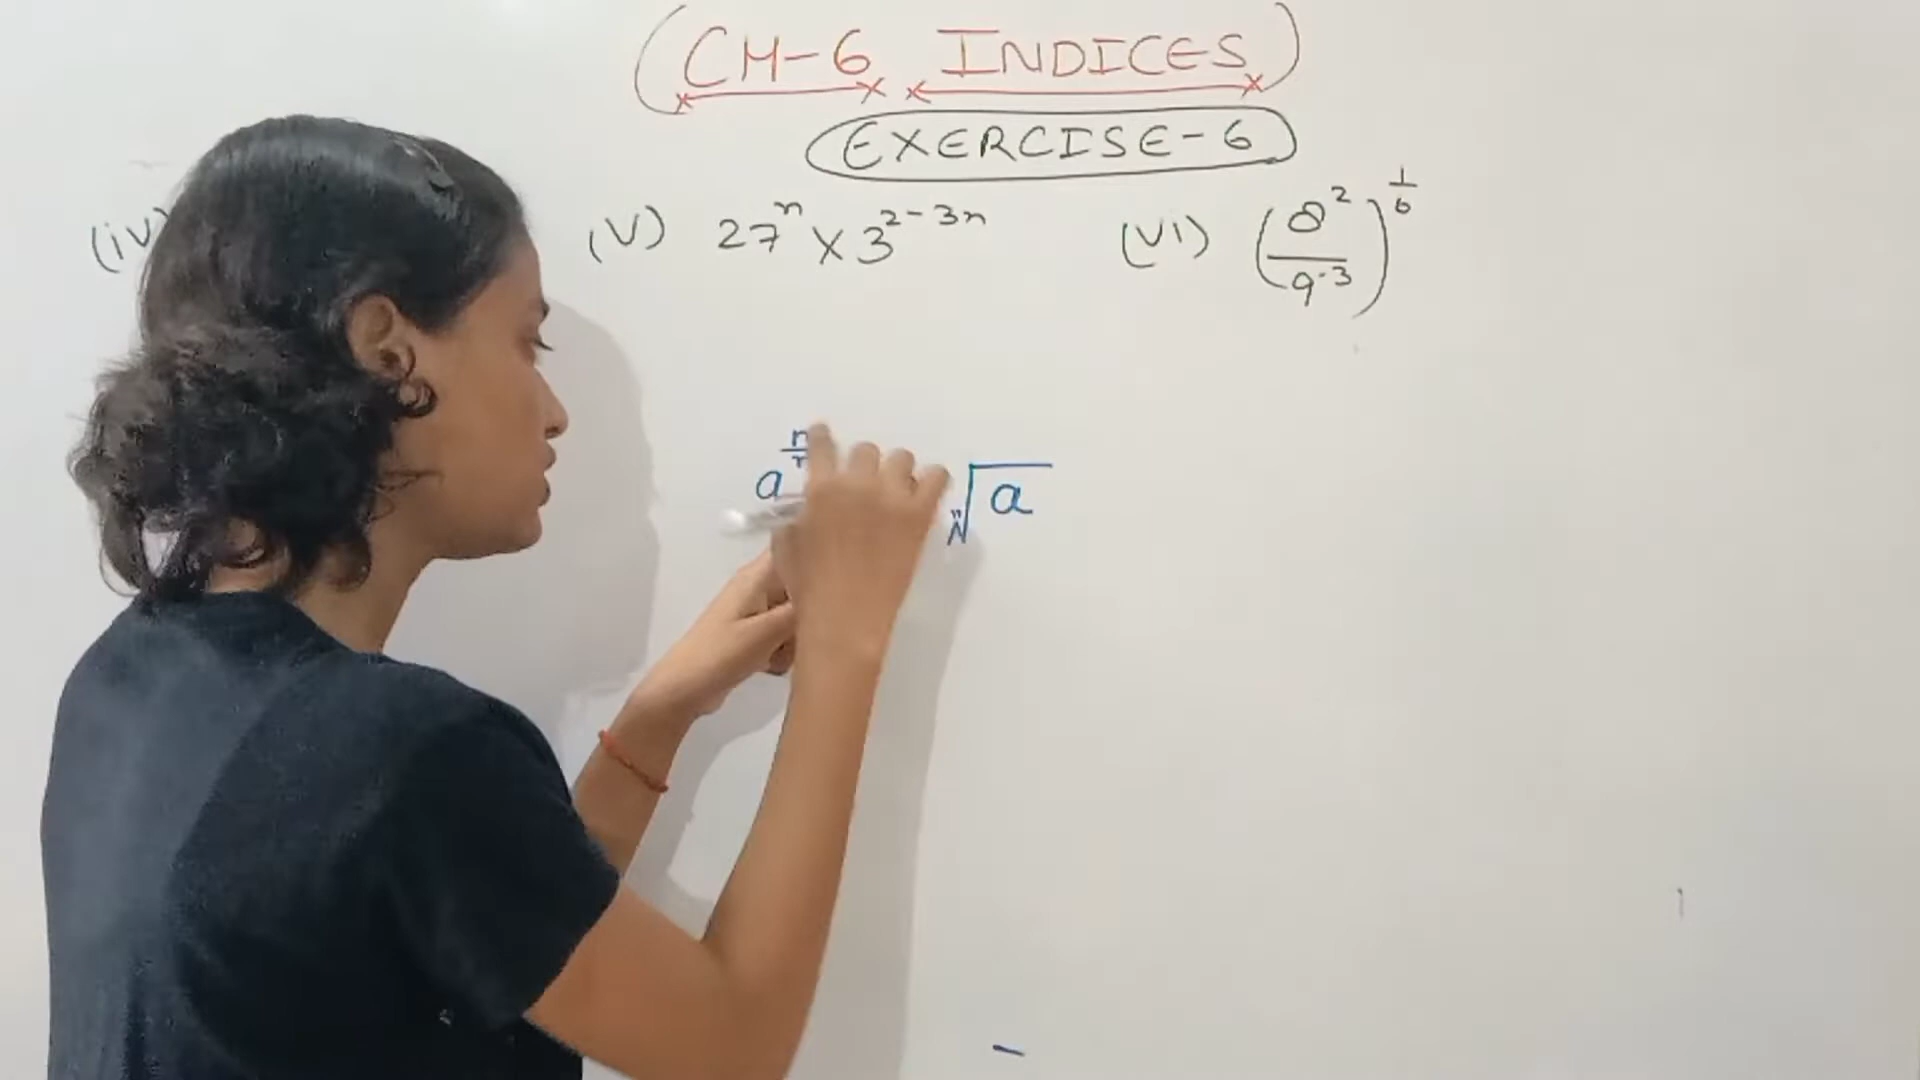 (CH-6 INDICES)
EXERCISE-6
(iv) (V) 27ⁿ × 3²⁻³ⁿ (VI) (8²/9⁻³)^(1/6)
a ⁿ√a